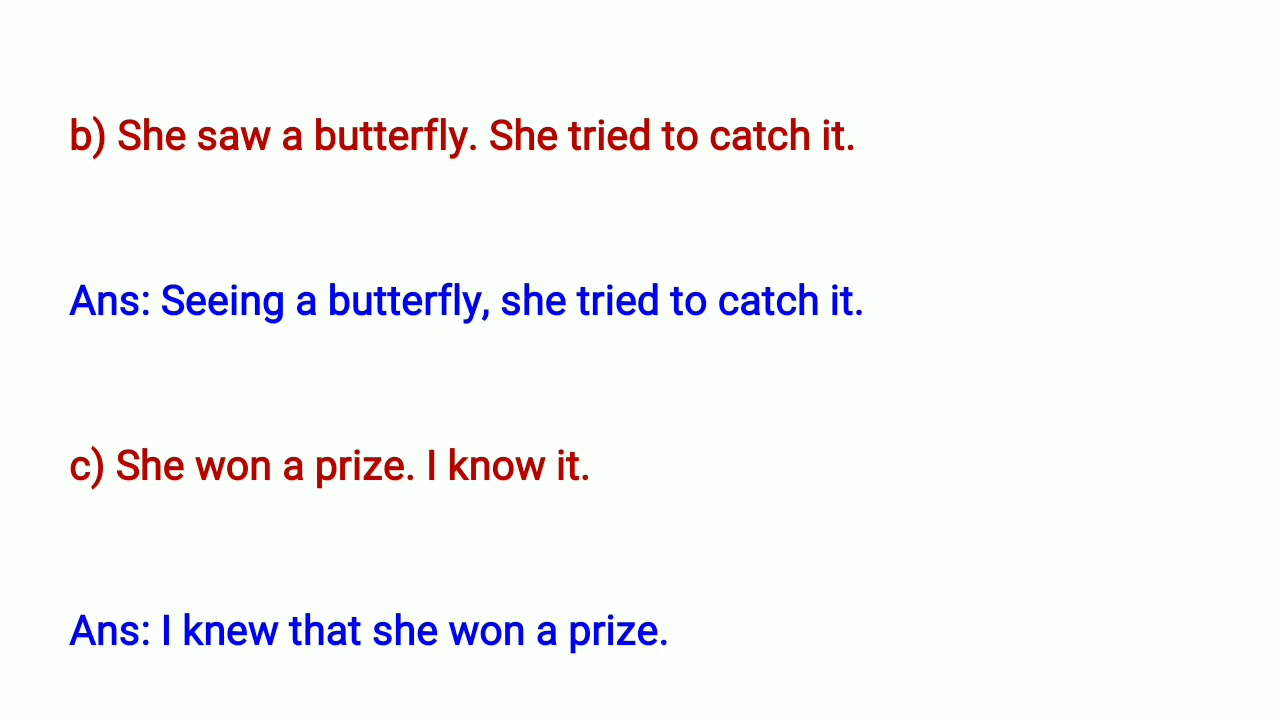 b) She saw a butterfly. She tried to catch it.
Ans: Seeing a butterfly, she tried to catch it.
c) She won a prize. I know it.
Ans: I knew that she won a prize.